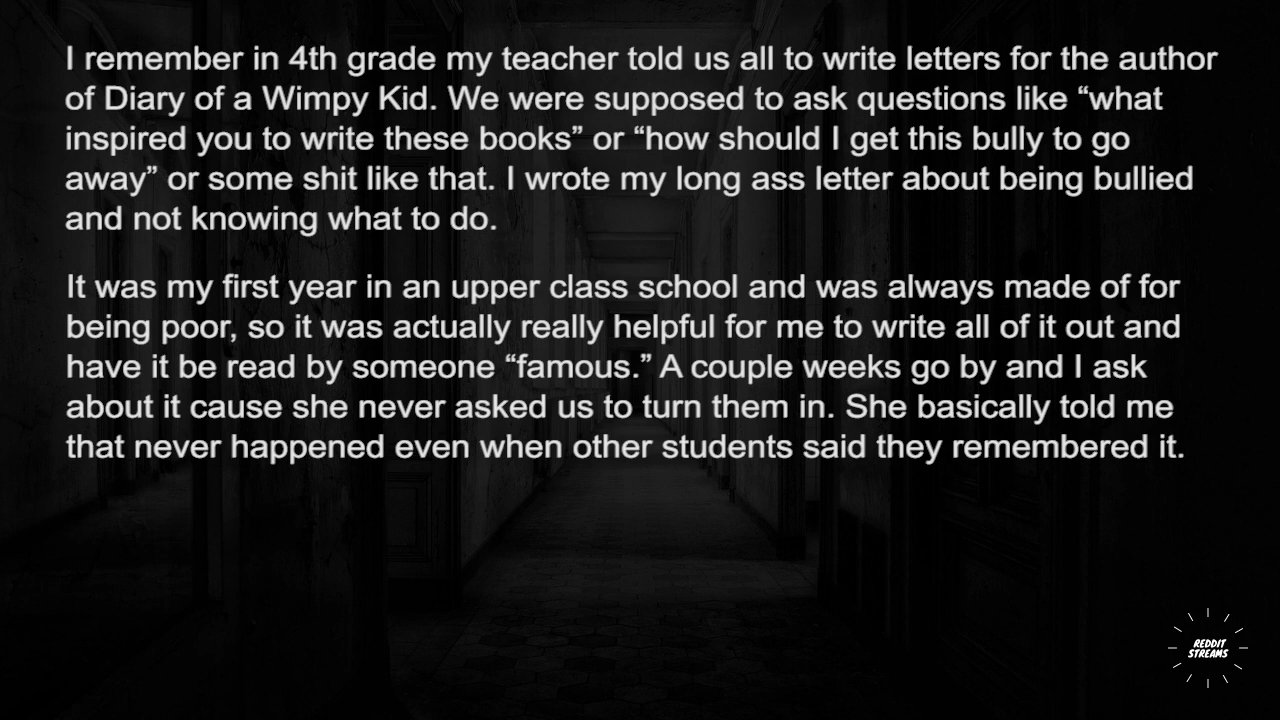 I remember in 4th grade my teacher told us all to write letters for the author
of Diary of a Wimpy Kid. We were supposed to ask questions like “what
inspired you to write these books” or “how should I get this bully to go
away” or some shit like that. I wrote my long ass letter about being bullied
and not knowing what to do.
It was my first year in an upper class school and was always made of for
being poor, so it was actually really helpful for me to write all of it out and
have it be read by someone “famous.” A couple weeks go by and I ask
about it cause she never asked us to turn them in. She basically told me
that never happened even when other students said they remembered it.
REDDIT
STREAMS